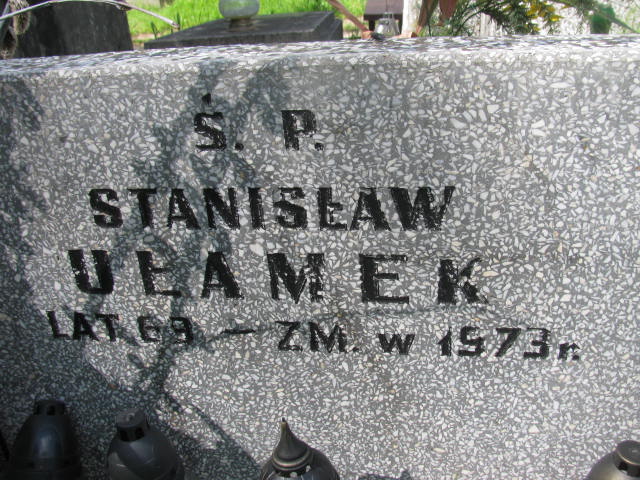 Ś. P.
STANISŁAW
UŁAMEK
LAT 69 - ZM. w 1973 r.